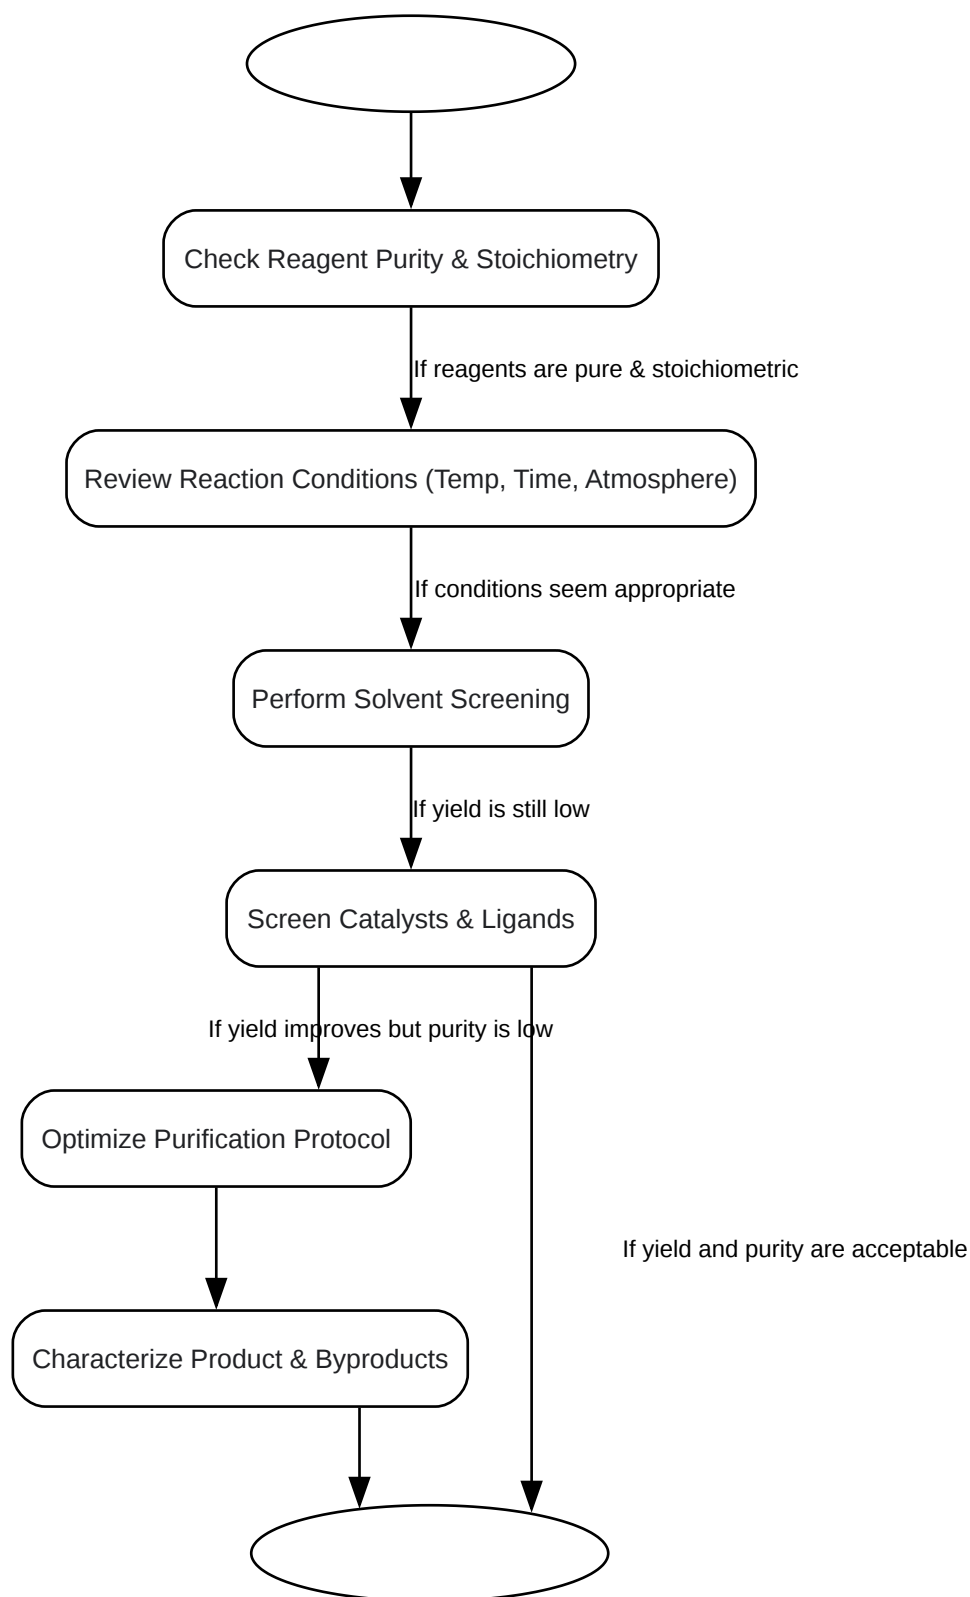 Check Reagent Purity & Stoichiometry
If reagents are pure & stoichiometric
Review Reaction Conditions (Temp, Time, Atmosphere)
If conditions seem appropriate
Perform Solvent Screening
If yield is still low
Screen Catalysts & Ligands
If yield improves but purity is low
Optimize Purification Protocol
If yield and purity are acceptable
Characterize Product & Byproducts